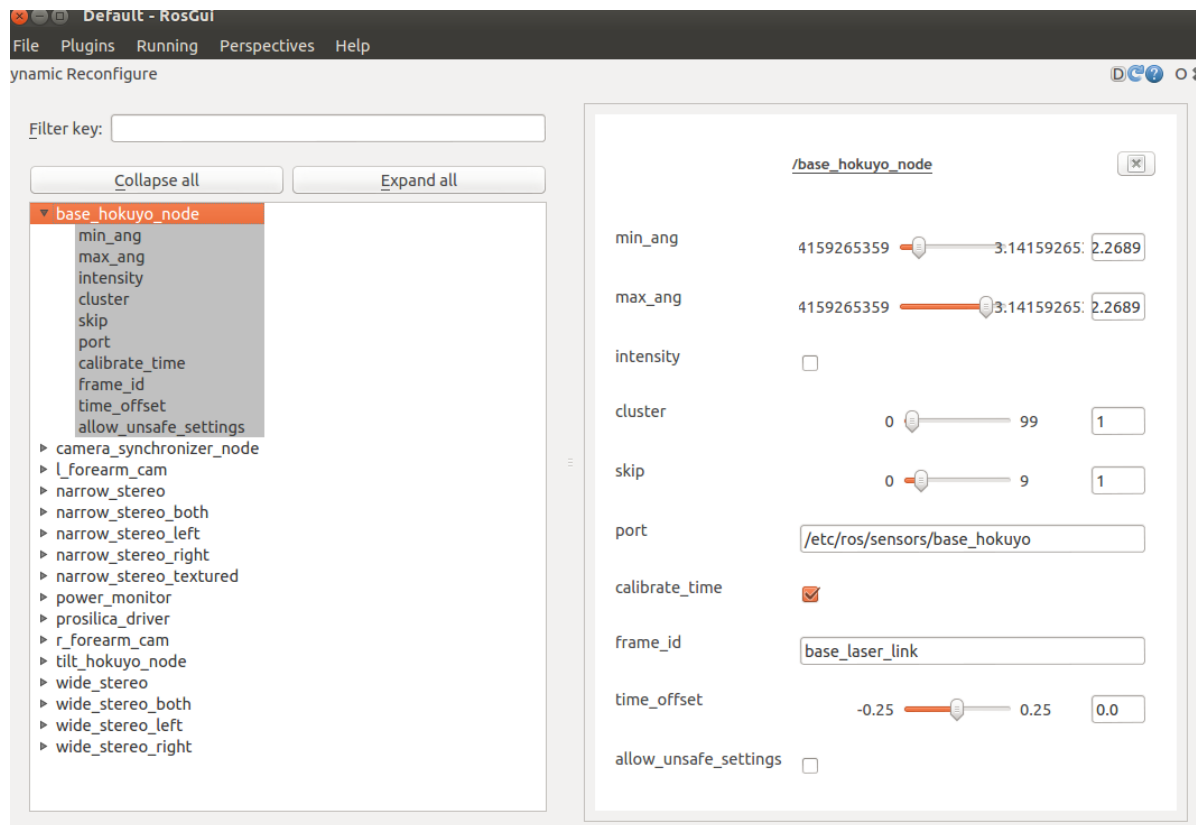 Default - RosGui
File Plugins Running Perspectives Help
ynamic Reconfigure
D ? O
Filter key:
Collapse all Expand all
base_hokuyo_node
min_ang
max_ang
intensity
cluster
skip
port
calibrate_time
frame_id
time_offset
allow_unsafe_settings
camera_synchronizer_node
l_forearm_cam
narrow_stereo
narrow_stereo_both
narrow_stereo_left
narrow_stereo_right
narrow_stereo_textured
power_monitor
prosilica_driver
r_forearm_cam
tilt_hokuyo_node
wide_stereo
wide_stereo_both
wide_stereo_left
wide_stereo_right
/base_hokuyo_node
min_ang 4159265359 3.14159265 2.2689
max_ang 4159265359 3.14159265 2.2689
intensity
cluster 0 99 1
skip 0 9 1
port /etc/ros/sensors/base_hokuyo
calibrate_time
frame_id base_laser_link
time_offset -0.25 0.25 0.0
allow_unsafe_settings